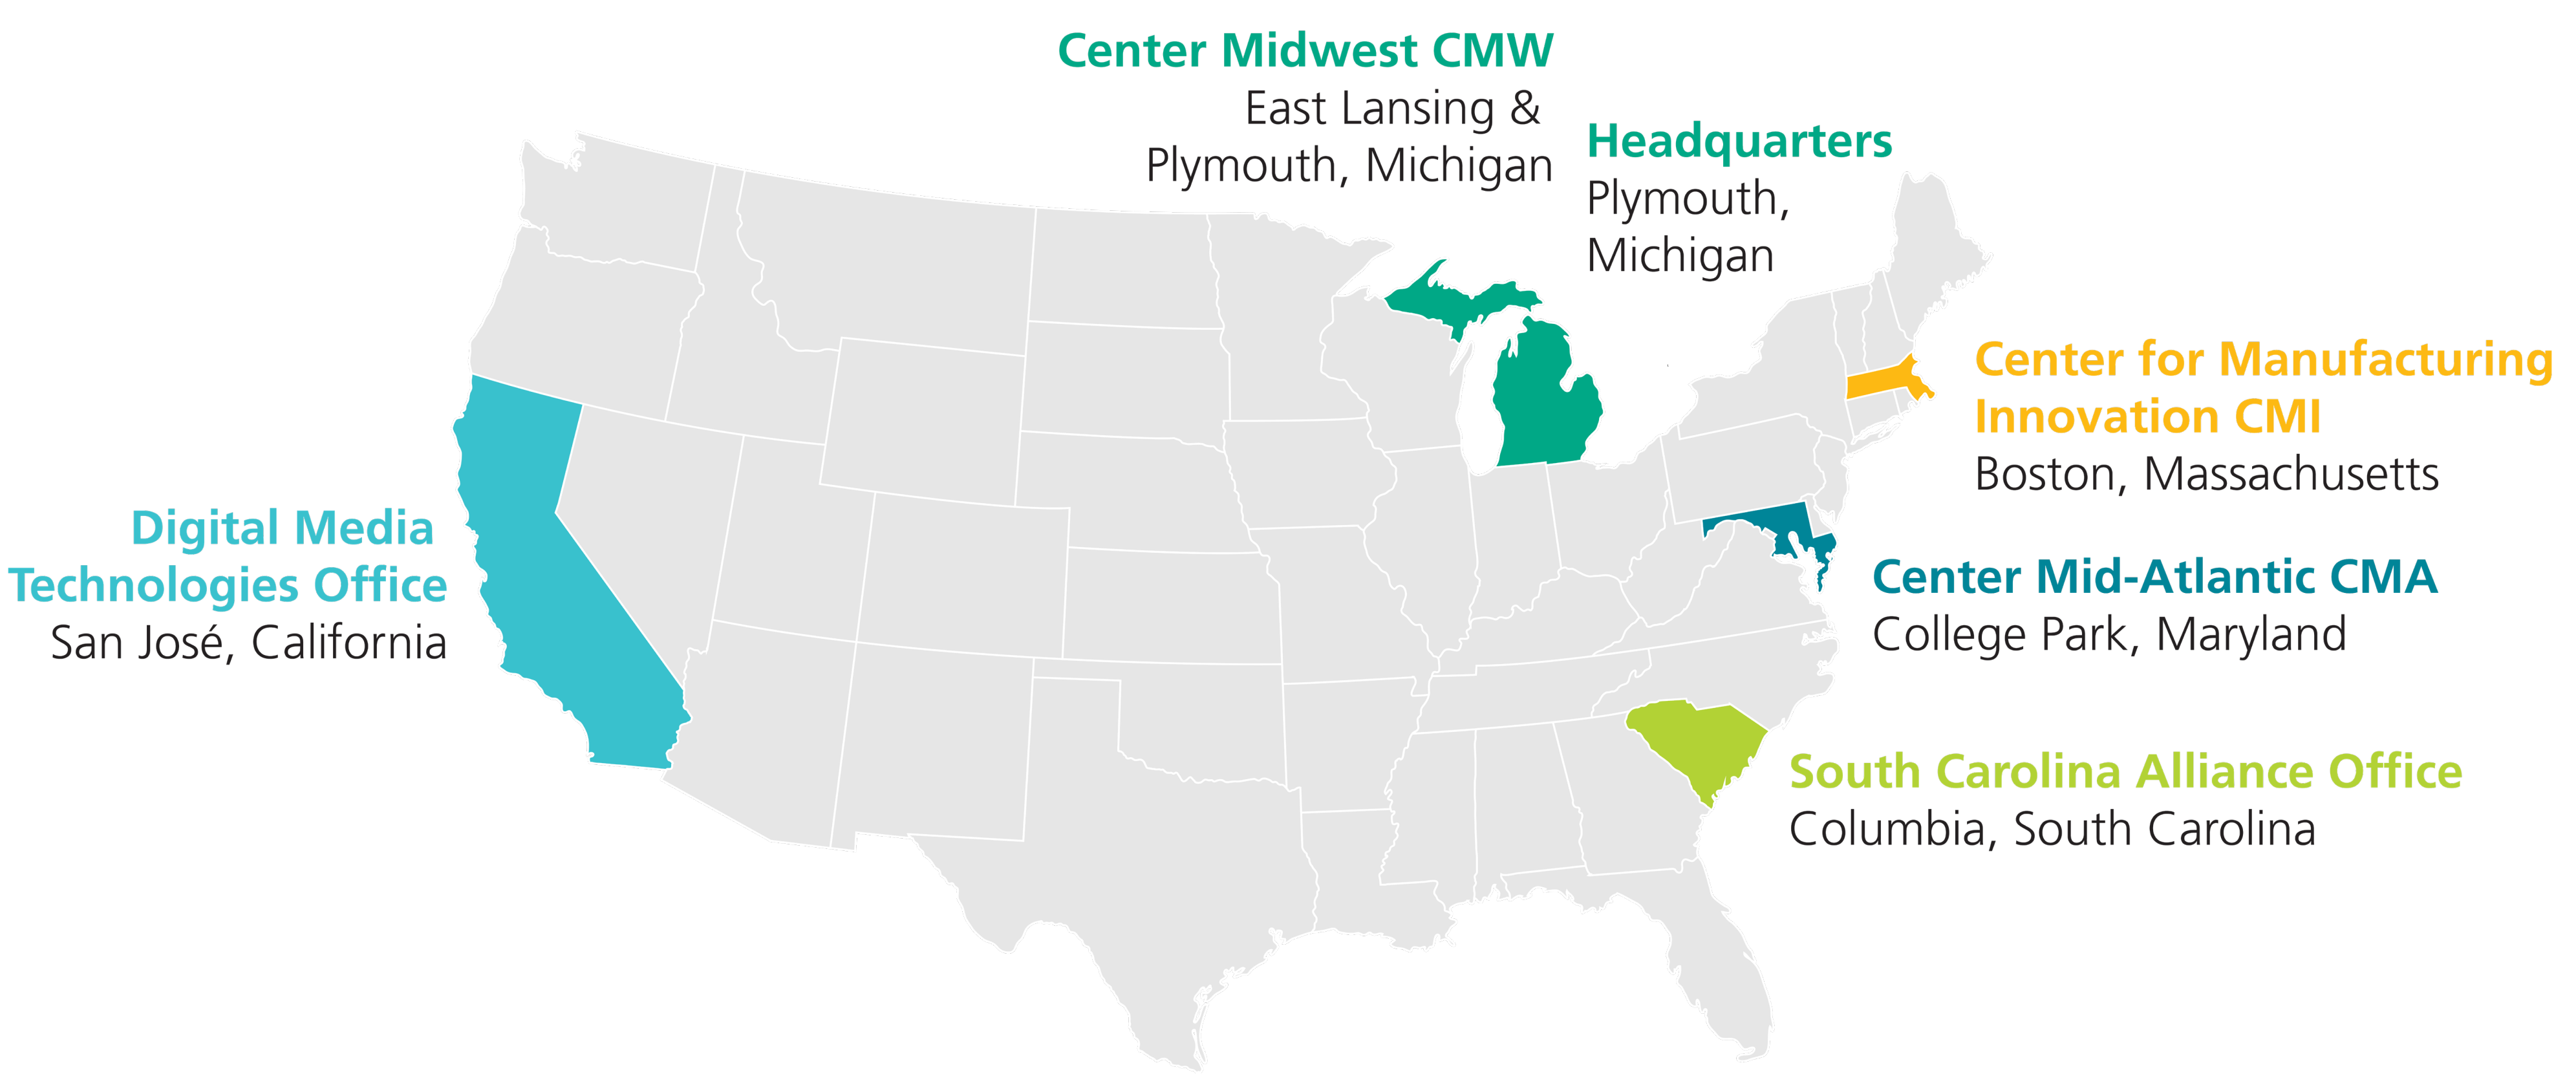 Center Midwest CMW
East Lansing &
Plymouth, Michigan
Headquarters
Plymouth,
Michigan
Center for Manufacturing
Innovation CMI
Boston, Massachusetts
Digital Media
Technologies Office
San José, California
Center Mid-Atlantic CMA
College Park, Maryland
South Carolina Alliance Office
Columbia, South Carolina